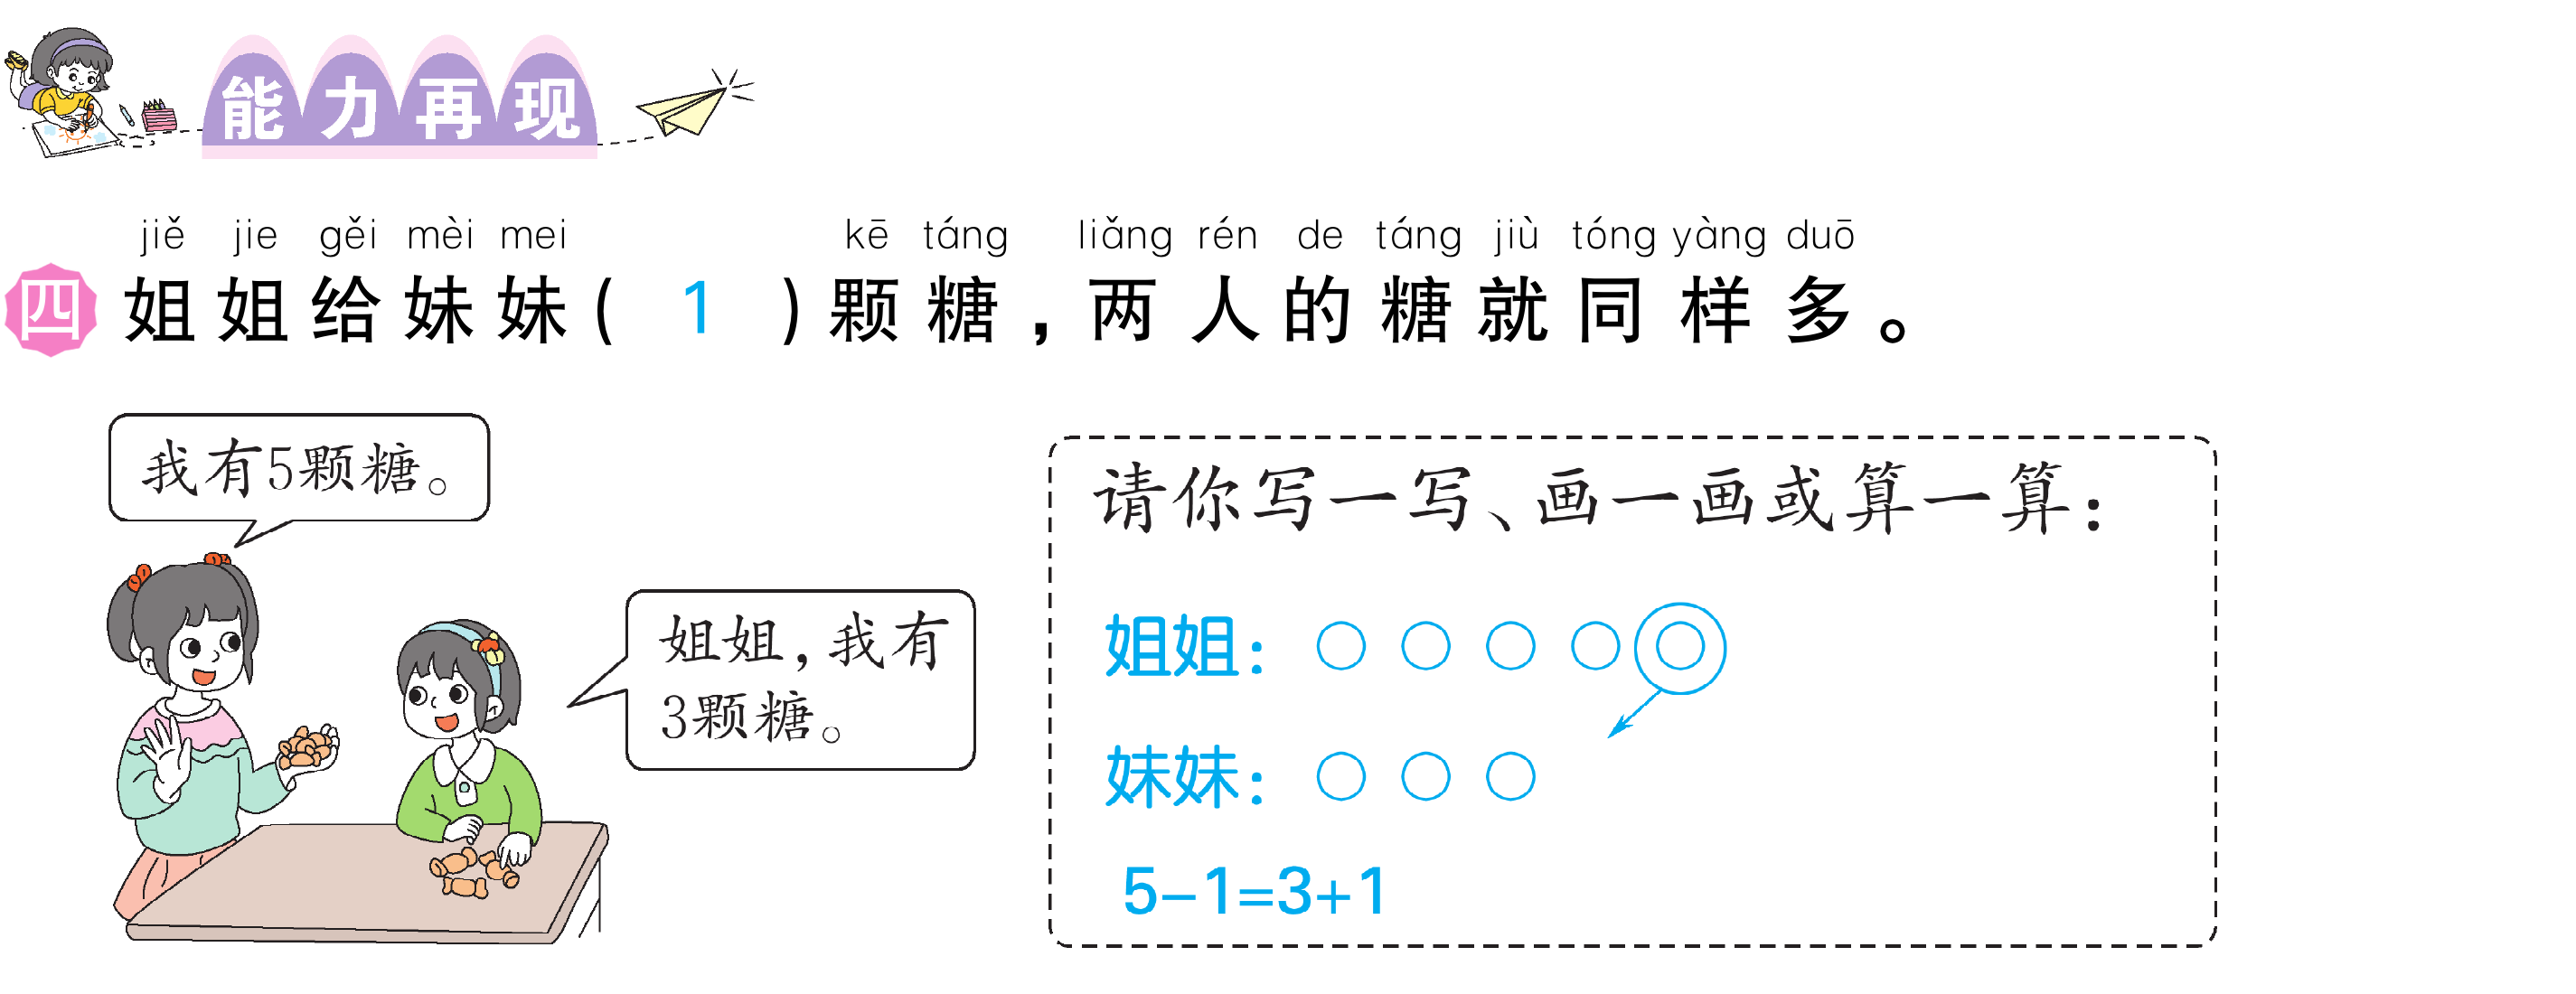 能力再现
jiě jie gěi mèi mei kē táng liǎng rén de táng jiù tóng yàng duō
四 姐姐给妹妹( 1 )颗糖，两人的糖就同样多。
我有5颗糖。
姐姐，我有
3颗糖。
请你写一写、画一画或算一算：
姐姐：○ ○ ○ ○ ○
妹妹：○ ○ ○
5－1=3+1